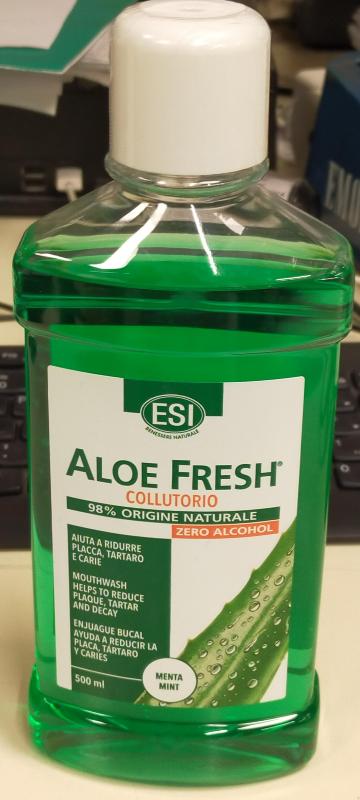 ESI
BENESSERE NATURALE
ALOE FRESH®
COLLUTORIO
98% ORIGINE NATURALE
ZERO ALCOHOL
AIUTA A RIDURRE
PLACCA, TARTARO
E CARIE
MOUTHWASH
HELPS TO REDUCE
PLAQUE, TARTAR
AND DECAY
ENJUAGUE BUCAL
AYUDA A REDUCIR LA
PLACA, TÁRTARO
Y CARIES
500 ml
MENTA
MINT